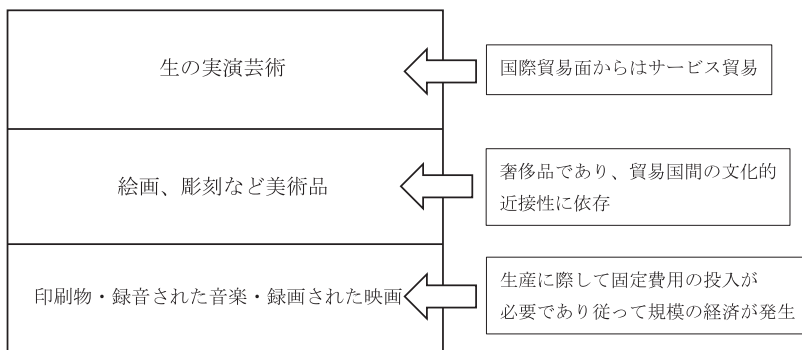 生の実演芸術
国際貿易面からはサービス貿易
絵画、彫刻など美術品
奢侈品であり、貿易国間の文化的
近接性に依存
印刷物・録音された音楽・録画された映画
生産に際して固定費用の投入が
必要であり従って規模の経済が発生